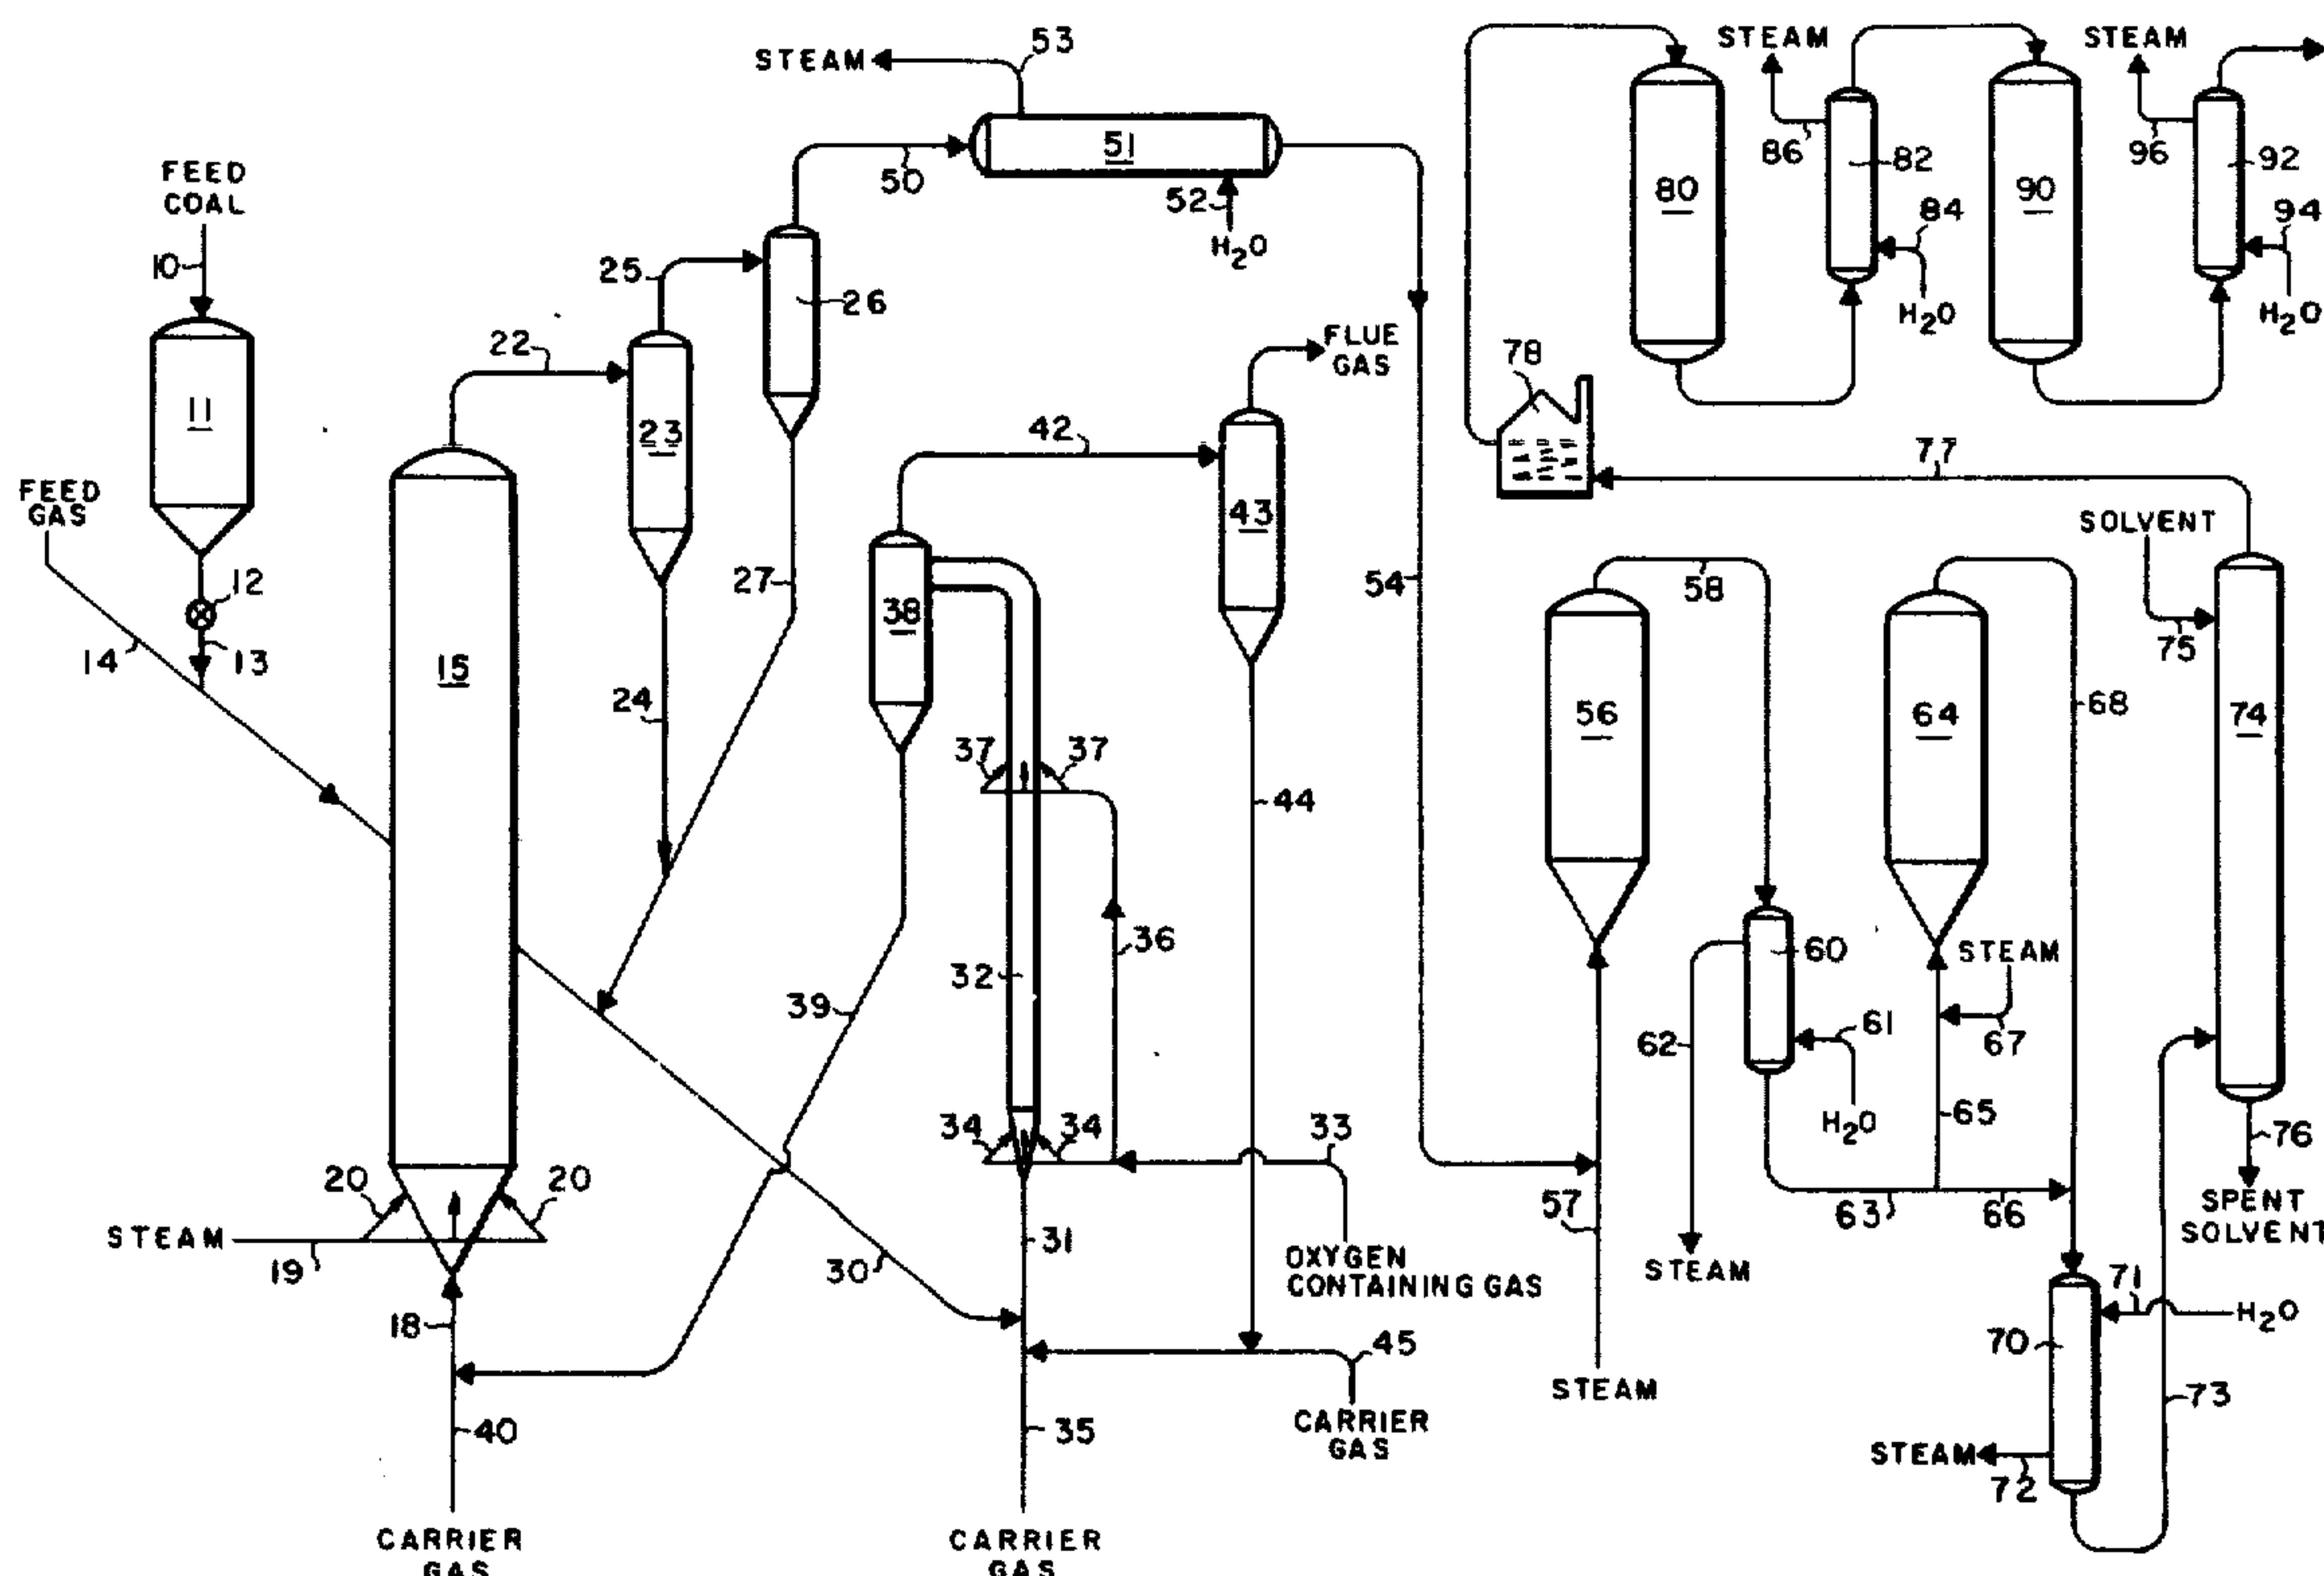 STEAM
53
51
50
52
H2O
FEED
COAL
10
11
12
13
FEED
GAS
14
15
22
23
24
25
26
27
STEAM
19
20
20
18
40
CARRIER
GAS
30
31
32
33
34
34
OXYGEN
CONTAINING GAS
35
CARRIER
GAS
36
37
37
38
39
42
43
FLUE
GAS
44
45
CARRIER
GAS
54
56
57
STEAM
58
60
61
H2O
62
STEAM
63
64
65
66
STEAM
67
68
70
71
H2O
72
STEAM
73
74
SOLVENT
75
76
SPENT
SOLVENT
77
78
80
STEAM
86
82
84
H2O
90
STEAM
96
92
94
H2O